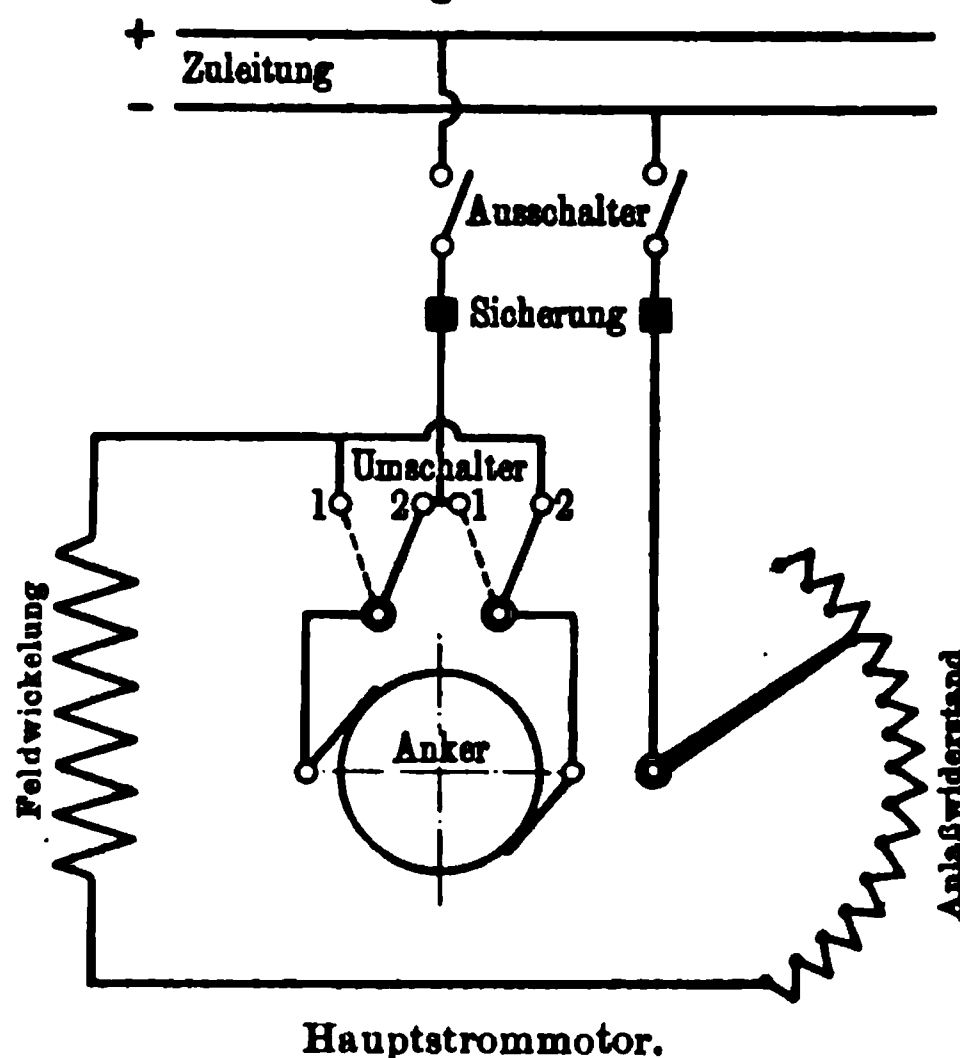 +
Zuleitung
-
Ausschalter
Sicherung
Umschalter
1 2 1 2
Feldwickelung
Anker
Anlaßwiderstand
Hauptstrommotor.